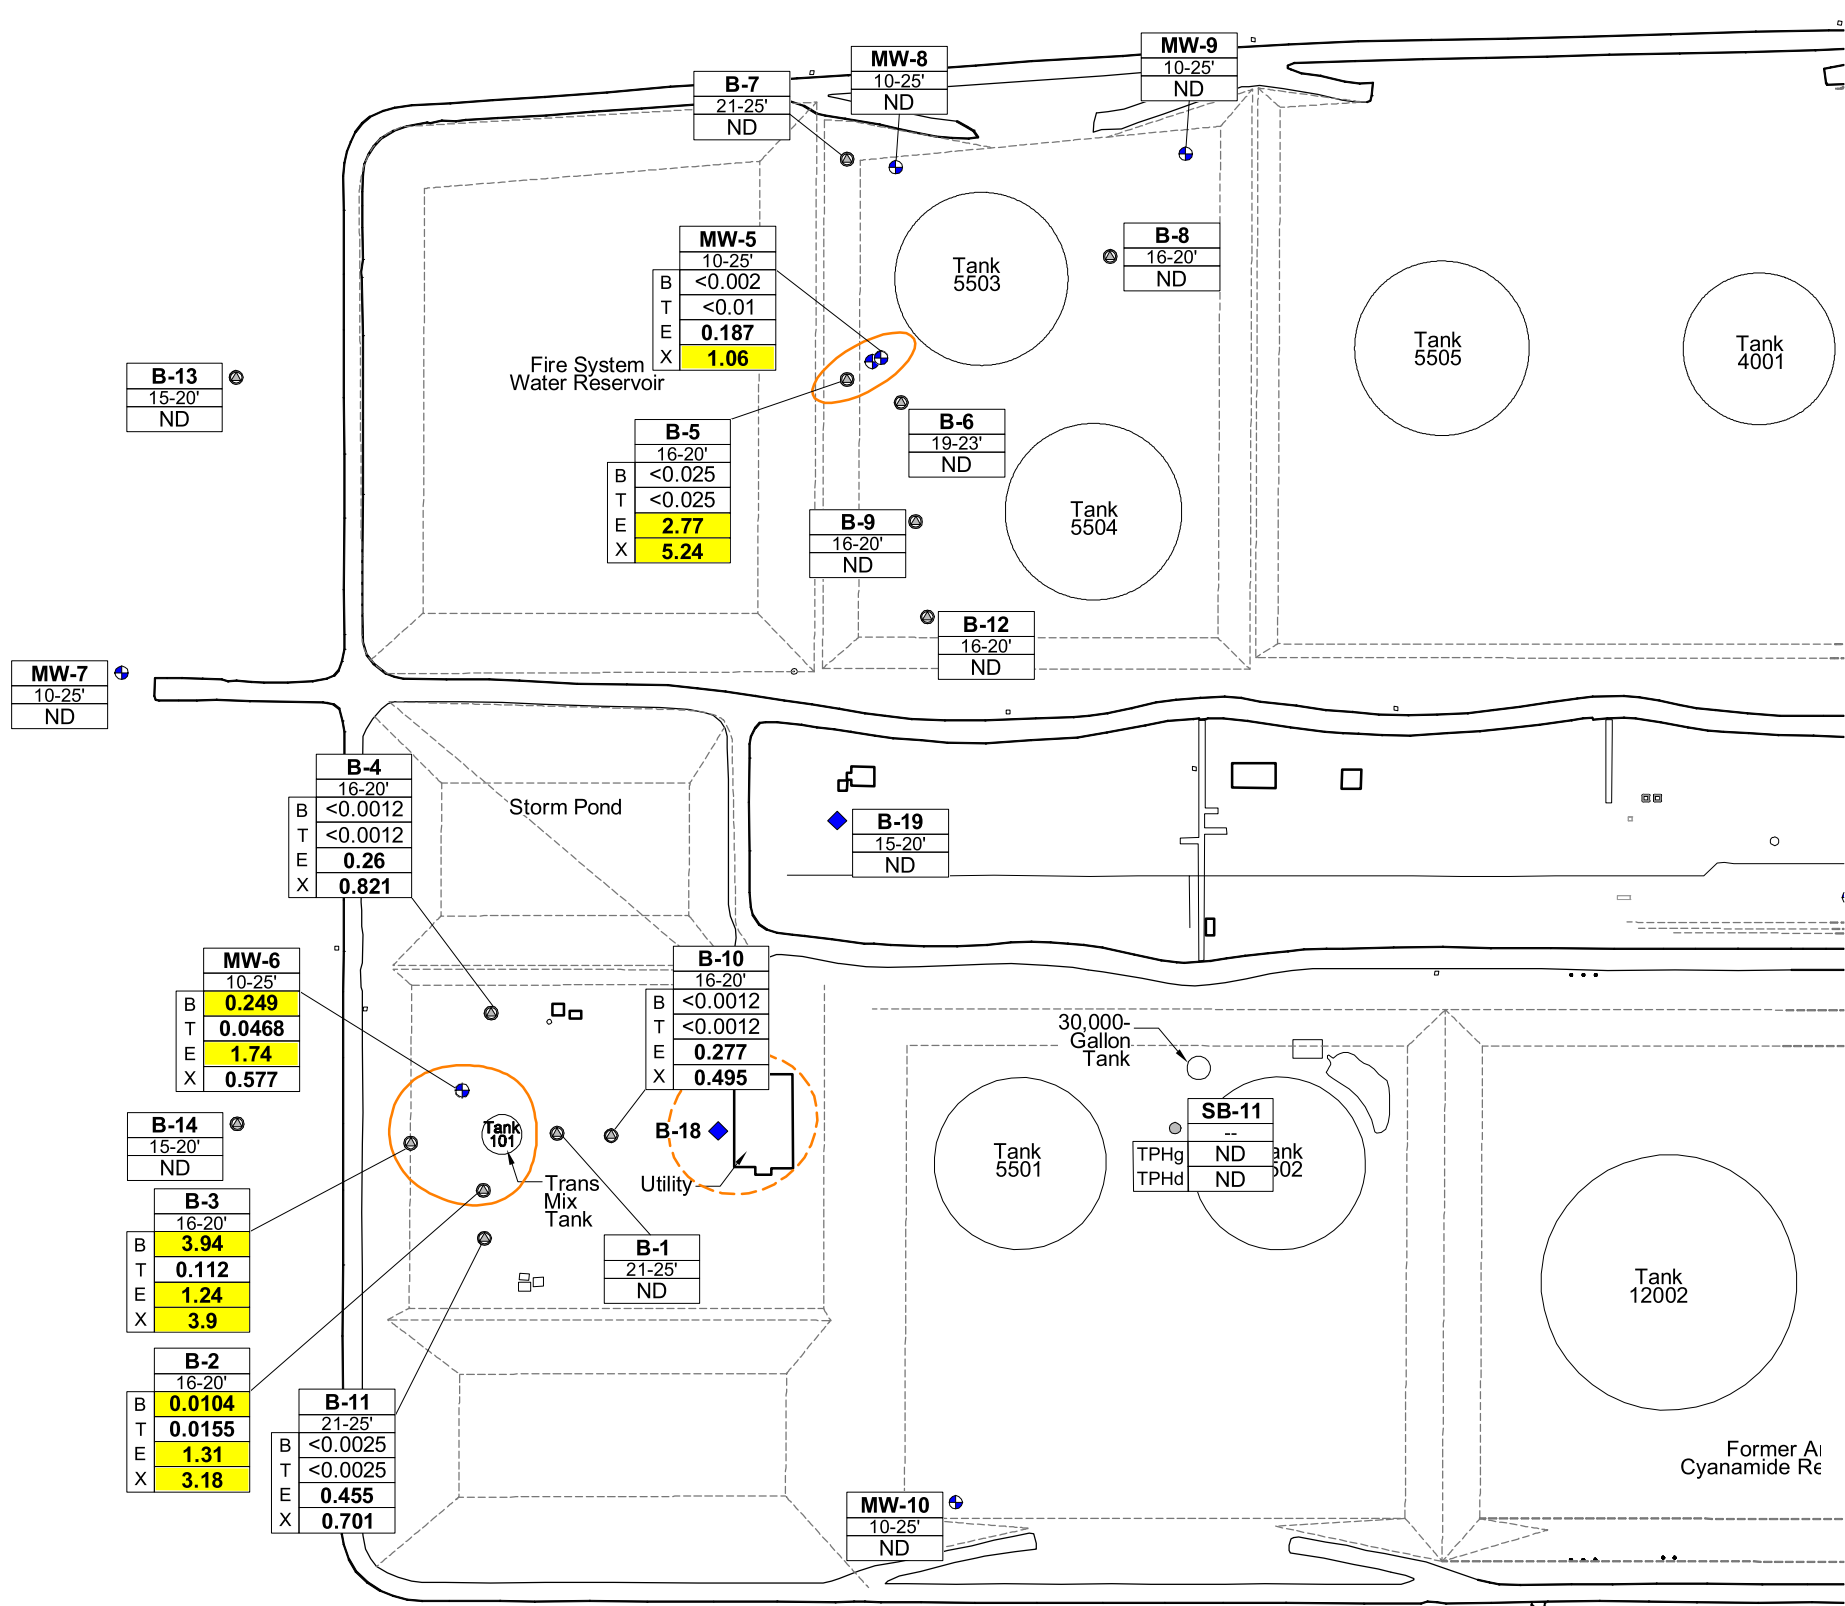 MW-8
10-25'
ND
MW-9
10-25'
ND
B-7
21-25'
ND
MW-5
10-25'
B <0.002
T <0.01
E 0.187
X 1.06
B-8
16-20'
ND
Tank
5503
Tank
5505
Tank
4001
Fire System
Water Reservoir
B-13
15-20'
ND
B-5
16-20'
B <0.025
T <0.025
E 2.77
X 5.24
B-6
19-23'
ND
Tank
5504
B-9
16-20'
ND
B-12
16-20'
ND
MW-7
10-25'
ND
B-4
16-20'
B <0.0012
T <0.0012
E 0.26
X 0.821
Storm Pond
B-19
15-20'
ND
MW-6
10-25'
B 0.249
T 0.0468
E 1.74
X 0.577
B-10
16-20'
B <0.0012
T <0.0012
E 0.277
X 0.495
30,000-
Gallon
Tank
B-14
15-20'
ND
Tank
101
B-18
Utility
Trans
Mix
Tank
Tank
5501
SB-11
--
TPHg ND
TPHd ND
ank
502
B-3
16-20'
B 3.94
T 0.112
E 1.24
X 3.9
B-1
21-25'
ND
Tank
12002
B-2
16-20'
B 0.0104
T 0.0155
E 1.31
X 3.18
B-11
21-25'
B <0.0025
T <0.0025
E 0.455
X 0.701
MW-10
10-25'
ND
Former
Cyanamide